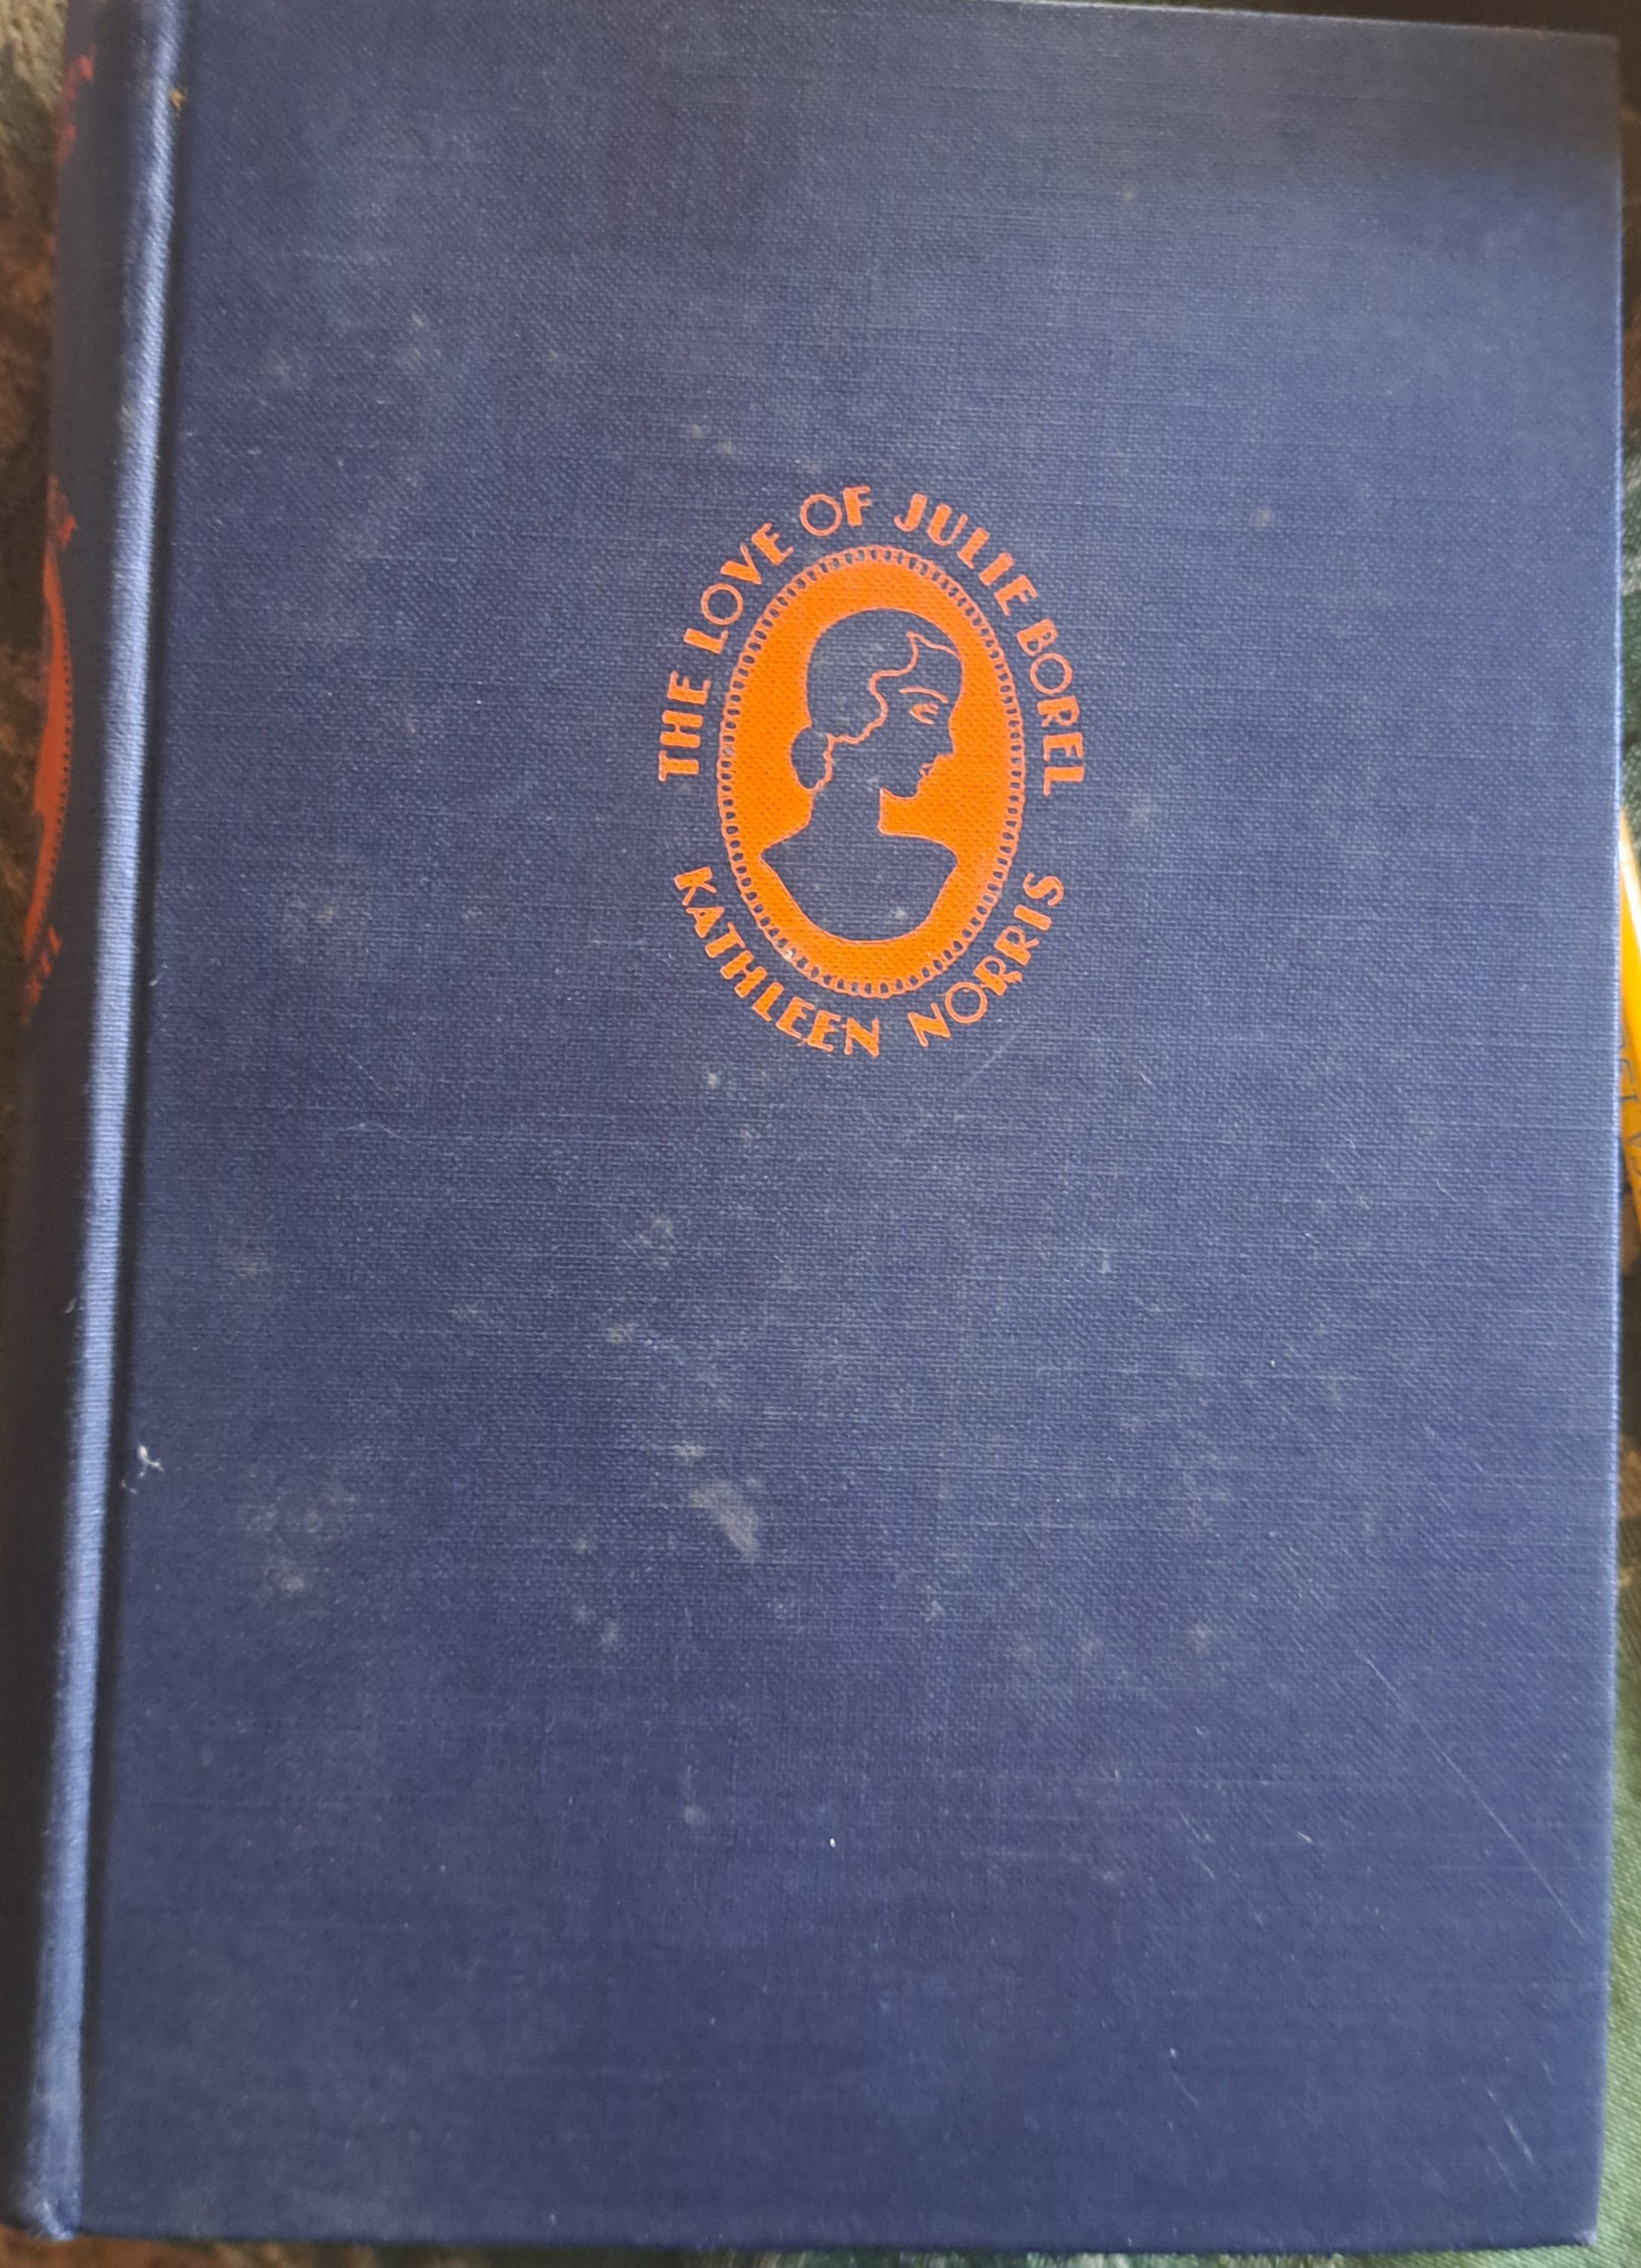 THE LOVE OF JULIE BOREL
KATHLEEN NORRIS